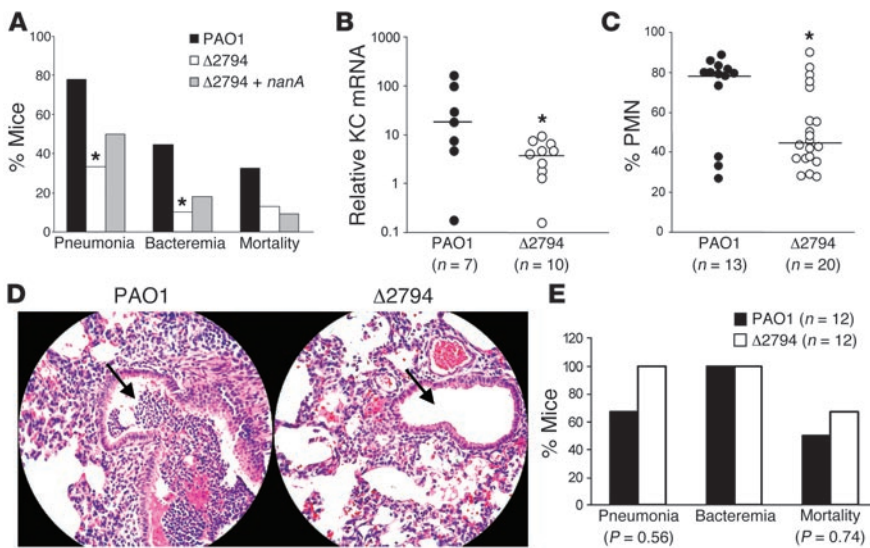 A
PAO1
Δ2794
Δ2794 + nanA
% Mice
100
80
60
40
20
0
*
*
Pneumonia Bacteremia Mortality
B
Relative KC mRNA
1000
100
10
1
0.1
*
PAO1 Δ2794
(n = 7) (n = 10)
C
% PMN
100
80
60
40
20
0
*
PAO1 Δ2794
(n = 13) (n = 20)
D
PAO1 Δ2794
E
PAO1 (n = 12)
Δ2794 (n = 12)
% Mice
120
100
80
60
40
20
0
Pneumonia Bacteremia Mortality
(P = 0.56) (P = 0.74)